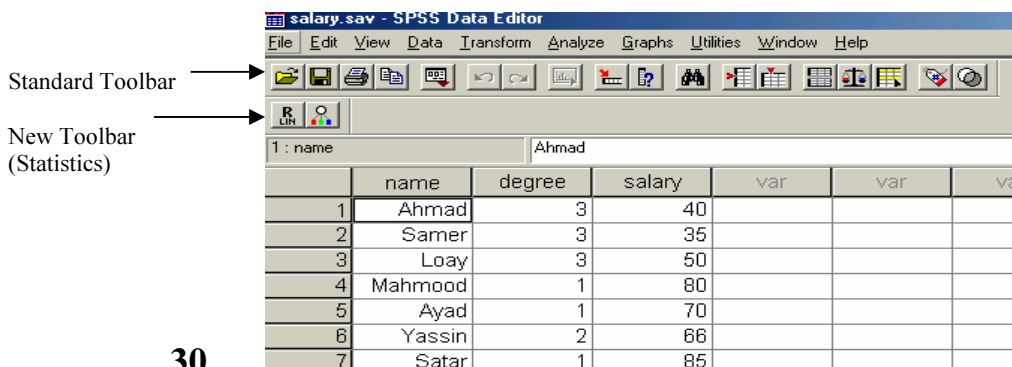 salary.sav - SPSS Data Editor
File Edit View Data Transform Analyze Graphs Utilities Window Help
Standard Toolbar
R LIN
New Toolbar
(Statistics)
1 : name Ahmad
name degree salary var var
1 Ahmad 3 40
2 Samer 3 35
3 Loay 3 50
4 Mahmood 1 80
5 Ayad 1 70
6 Yassin 2 66
7 Satar 1 85
30